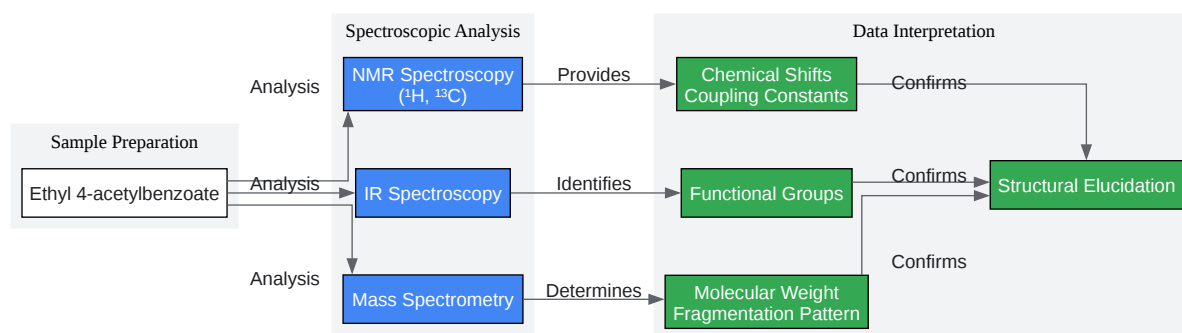 Spectroscopic Analysis
Data Interpretation
Analysis
NMR Spectroscopy
(¹H, ¹³C)
Provides
Chemical Shifts
Coupling Constants
Confirms
Sample Preparation
Ethyl 4-acetylbenzoate
Analysis
IR Spectroscopy
Identifies
Functional Groups
Confirms
Structural Elucidation
Analysis
Mass Spectrometry
Determines
Molecular Weight
Fragmentation Pattern
Confirms